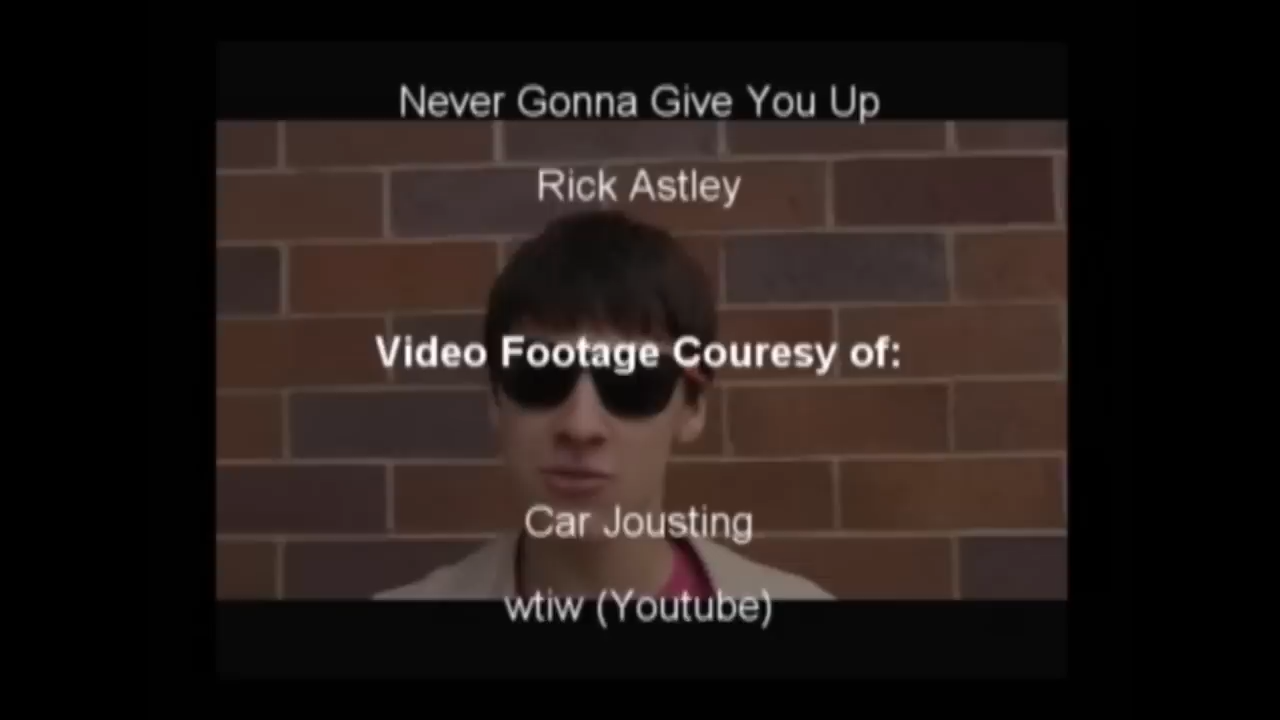 Never Gonna Give You Up
Rick Astley
Video Footage Couresy of:
Car Jousting
wtiw (Youtube)